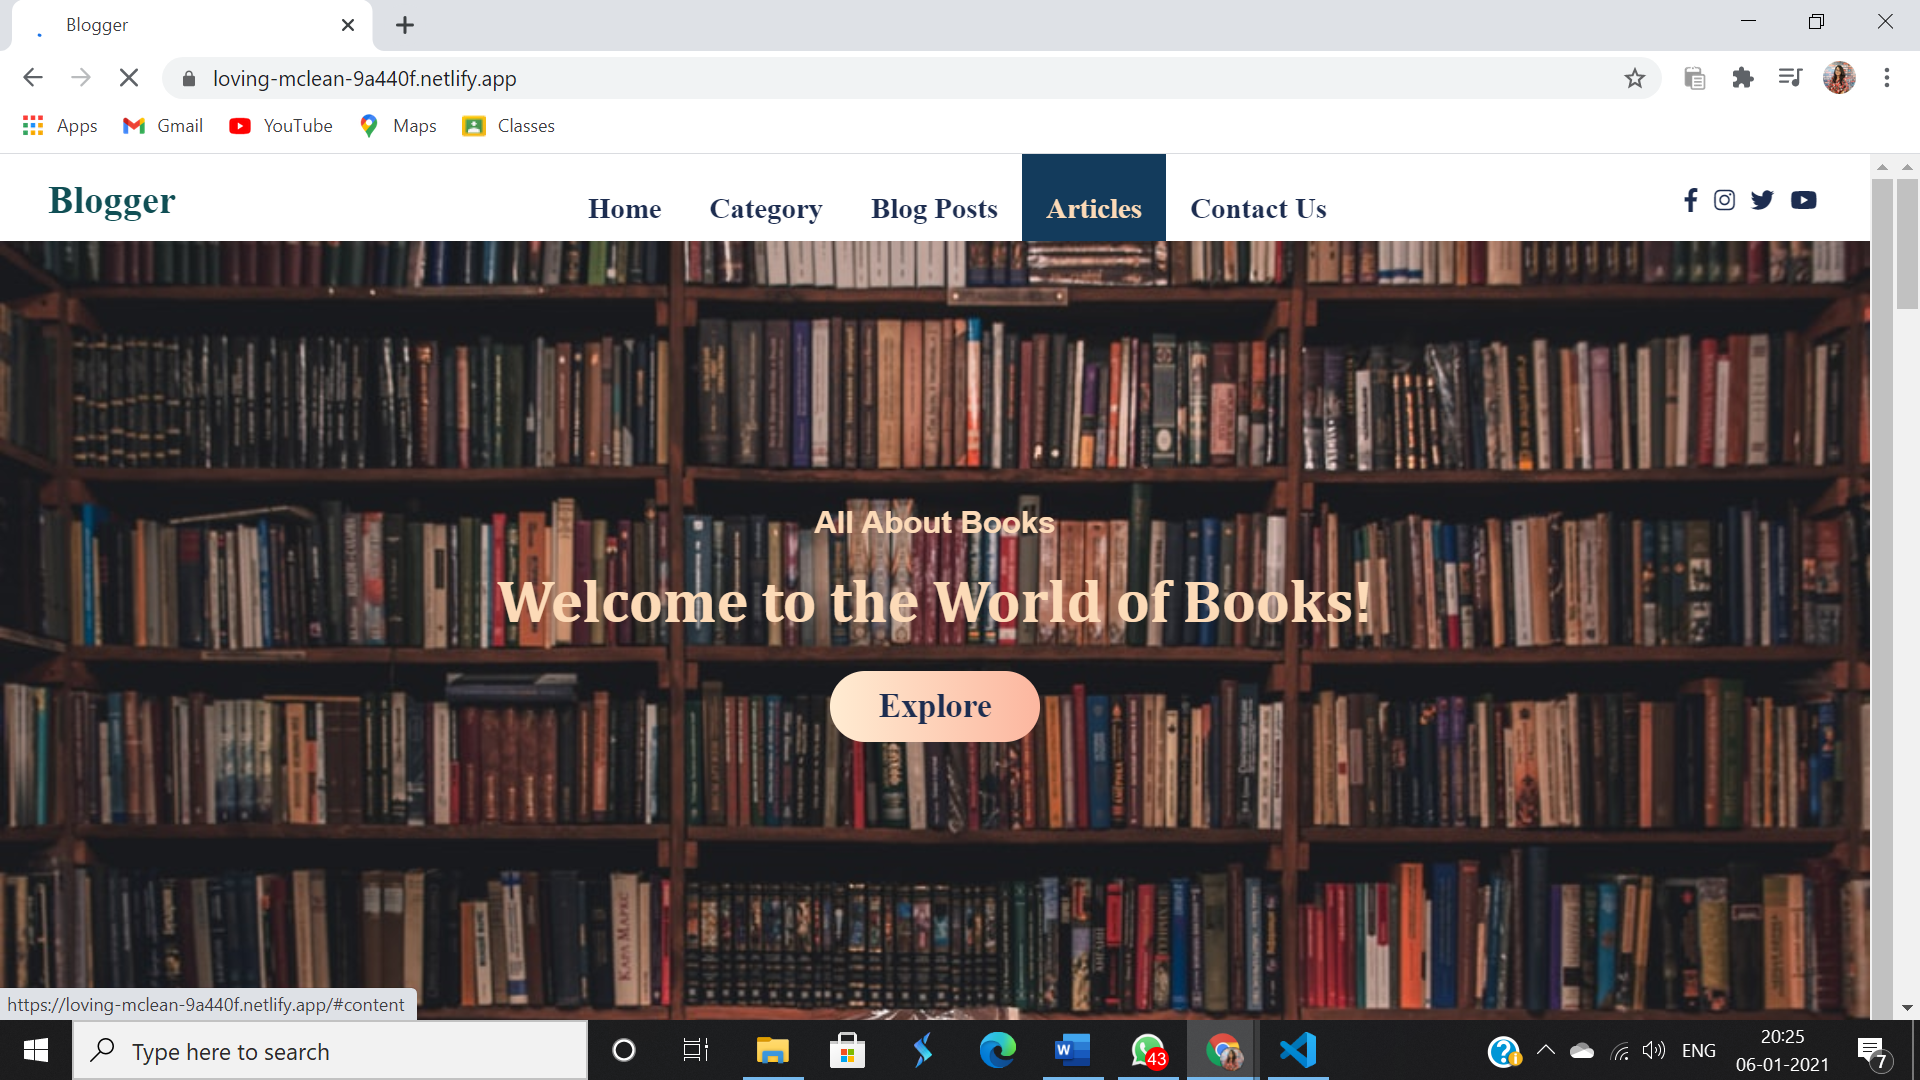 Blogger
loving-mclean-9a440f.netlify.app
Apps
Gmail
YouTube
Maps
Classes
Blogger
Home
Category
Blog Posts
Articles
Contact Us
All About Books
Welcome to the World of Books!
Explore
КАРЛ МАРКС
https://loving-mclean-9a440f.netlify.app/#content
Type here to search
W
43
ENG
20:25
06-01-2021
7